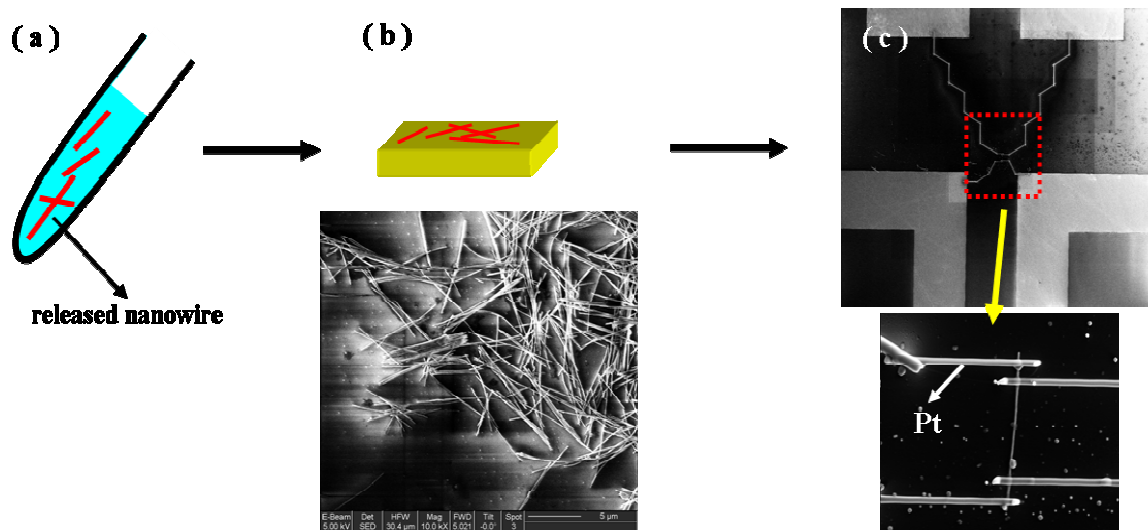 ( a )
( b )
( c )
released nanowire
E-Beam Det HFW Mag FWD Tilt Spot
5.00 kV SED 30.4 µm 10.0 kX 5.021 -0.0° 3
5 µm
Pt